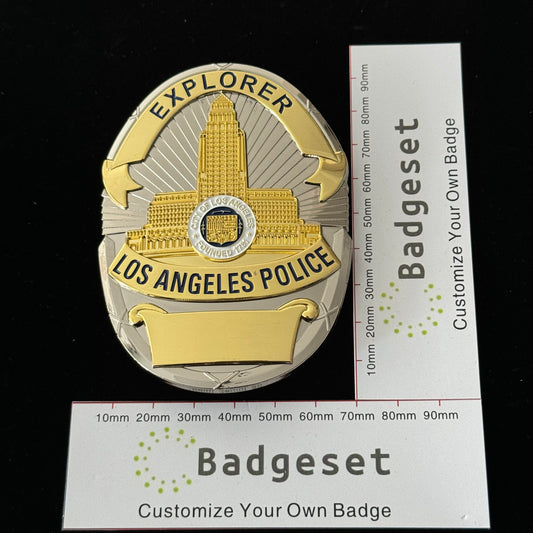 EXPLORER
CITY OF LOS ANGELES
FOUNDED 1781
LOS ANGELES POLICE
10mm 20mm 30mm 40mm 50mm 60mm 70mm 80mm 90mm
Badgeset
Customize Your Own Badge
10mm 20mm 30mm 40mm 50mm 60mm 70mm 80mm 90mm
Badgeset
Customize Your Own Badge